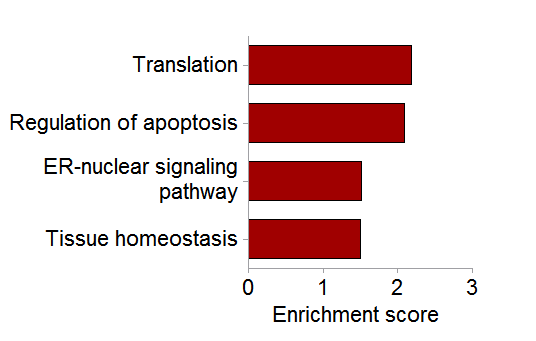 Translation
Regulation of apoptosis
ER-nuclear signaling
pathway
Tissue homeostasis
0 1 2 3
Enrichment score